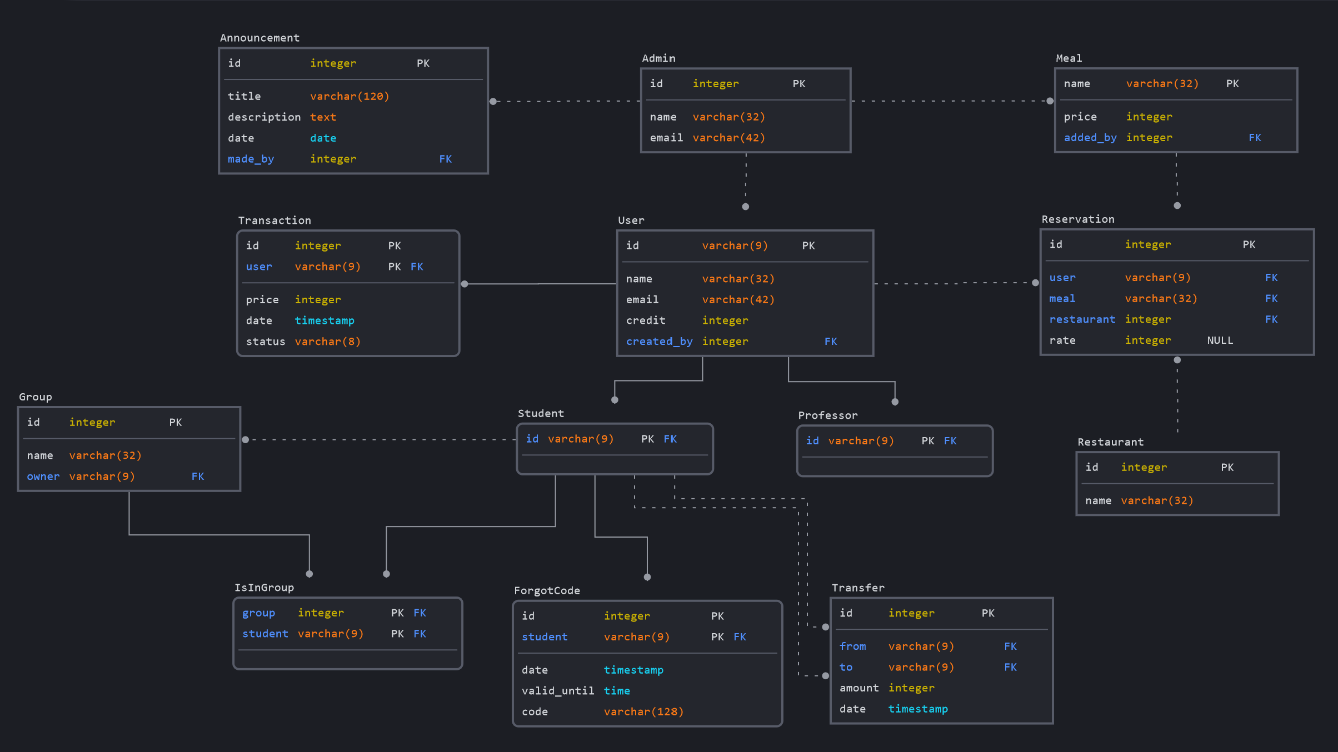 Announcement
id integer PK
title varchar(120)
description text
date date
made_by integer FK
Admin
id integer PK
name varchar(32)
email varchar(42)
Meal
name varchar(32) PK
price integer
added_by integer FK
Transaction
id integer PK
user varchar(9) PK FK
price integer
date timestamp
status varchar(8)
User
id varchar(9) PK
name varchar(32)
email varchar(42)
credit integer
created_by integer FK
Reservation
id integer PK
user varchar(9) FK
meal varchar(32) FK
restaurant integer FK
rate integer NULL
Group
id integer PK
name varchar(32)
owner varchar(9) FK
Student
id varchar(9) PK FK
Professor
id varchar(9) PK FK
Restaurant
id integer PK
name varchar(32)
IsInGroup
group integer PK FK
student varchar(9) PK FK
ForgotCode
id integer PK
student varchar(9) PK FK
date timestamp
valid_until time
code varchar(128)
Transfer
id integer PK
from varchar(9) FK
to varchar(9) FK
amount integer
date timestamp